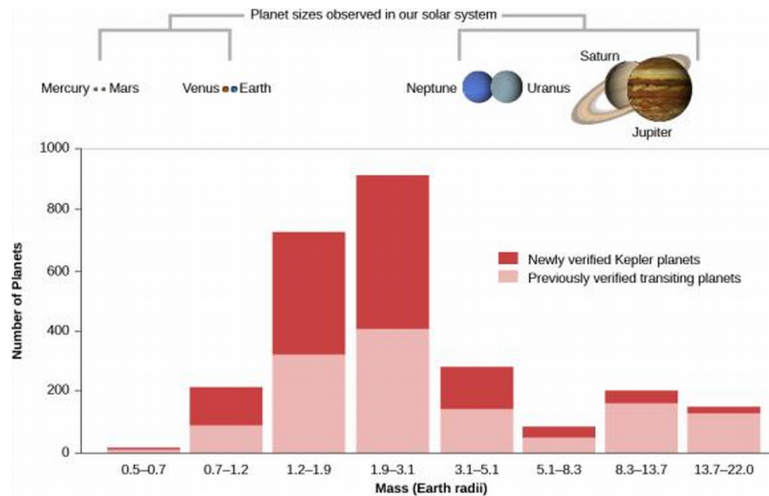 Planet sizes observed in our solar system
Saturn
Mercury Mars
Venus Earth
Neptune Uranus
Jupiter
1000
800
600
400
200
0
Number of Planets
Newly verified Kepler planets
Previously verified transiting planets
0.5–0.7 0.7–1.2 1.2–1.9 1.9–3.1 3.1–5.1 5.1–8.3 8.3–13.7 13.7–22.0
Mass (Earth radii)